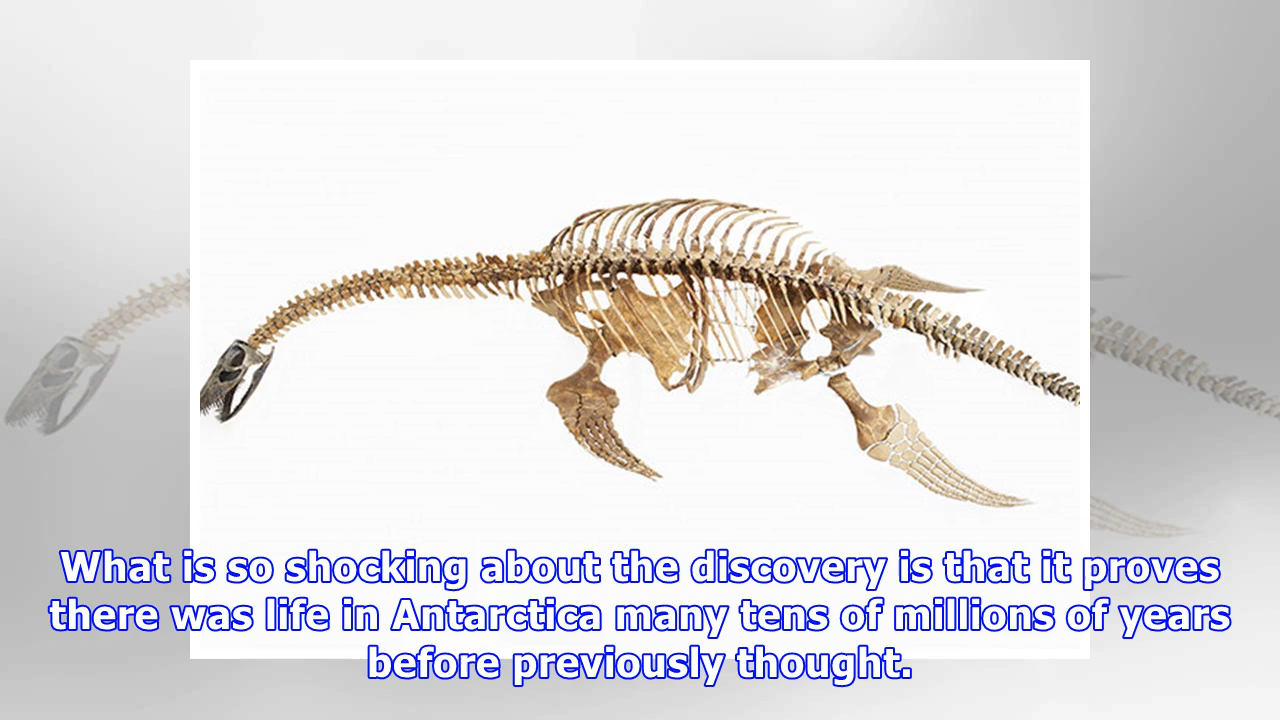 What is so shocking about the discovery is that it proves
there was life in Antarctica many tens of millions of years
before previously thought.